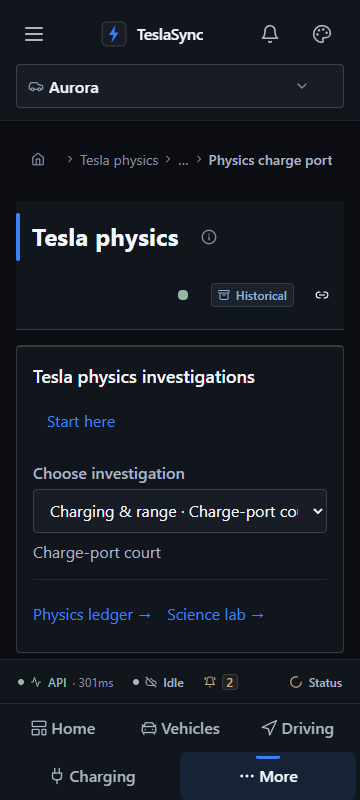 TeslaSync
Aurora
Tesla physics ... Physics charge port
Tesla physics
Historical
Tesla physics investigations
Start here
Choose investigation
Charging & range · Charge-port co
Charge-port court
Physics ledger → Science lab →
API · 301ms Idle 2 Status
Home Vehicles Driving
Charging ··· More